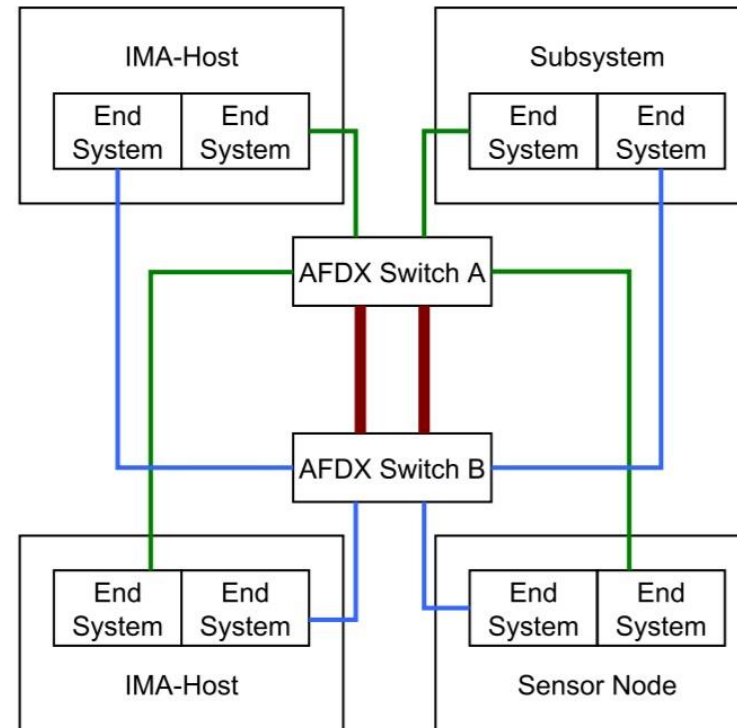 IMA-Host
End
System
End
System
Subsystem
End
System
End
System
AFDX Switch A
AFDX Switch B
End
System
End
System
IMA-Host
End
System
End
System
Sensor Node